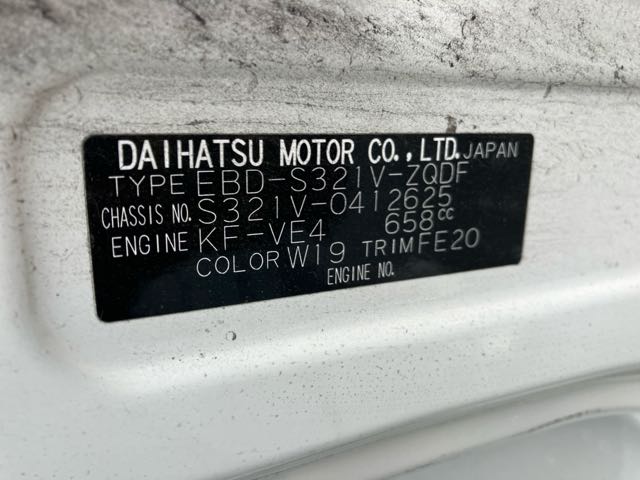 DAIHATSU MOTOR CO.,LTD. JAPAN
TYPE EBD-S321V-ZQDF
CHASSIS NO. S321V-0412625
ENGINE KF-VE4 658cc
COLOR W19 TRIM FE20
ENGINE NO.